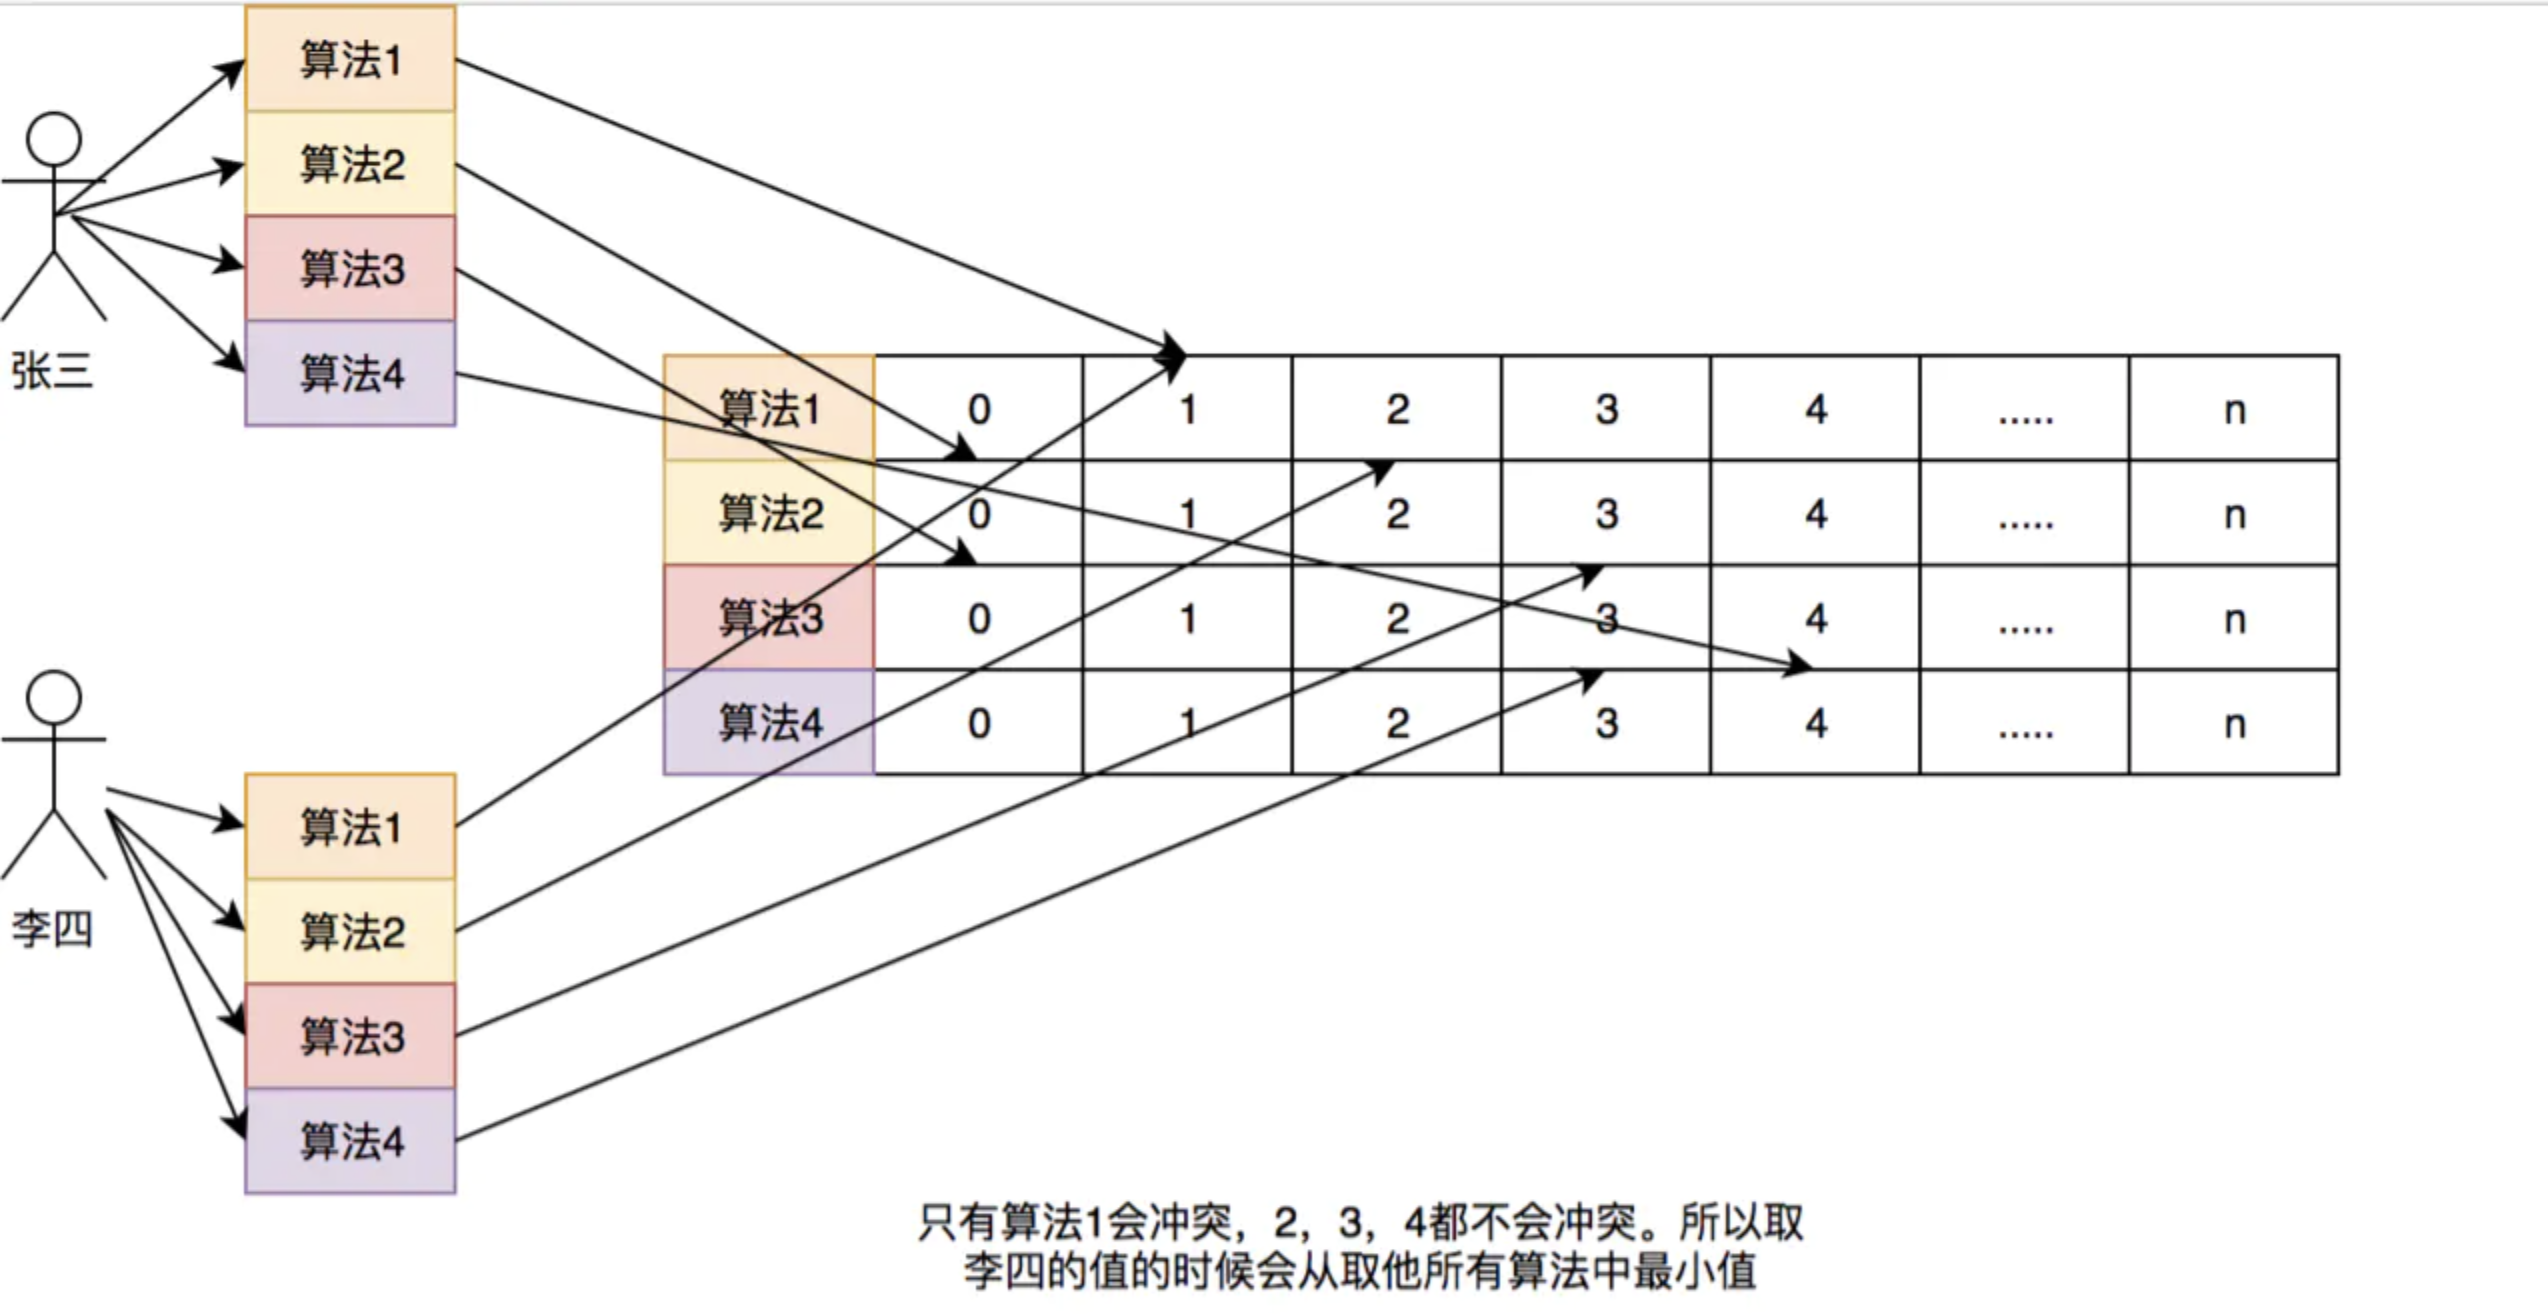 算法1
算法2
算法3
算法4
张三
算法1 0 1 2 3 4 ..... n
算法2 0 1 2 3 4 ..... n
算法3 0 1 2 3 4 ..... n
算法4 0 1 2 3 4 ..... n
李四
算法1
算法2
算法3
算法4
只有算法1会冲突，2，3，4都不会冲突。所以取
李四的值的时候会从取他所有算法中最小值